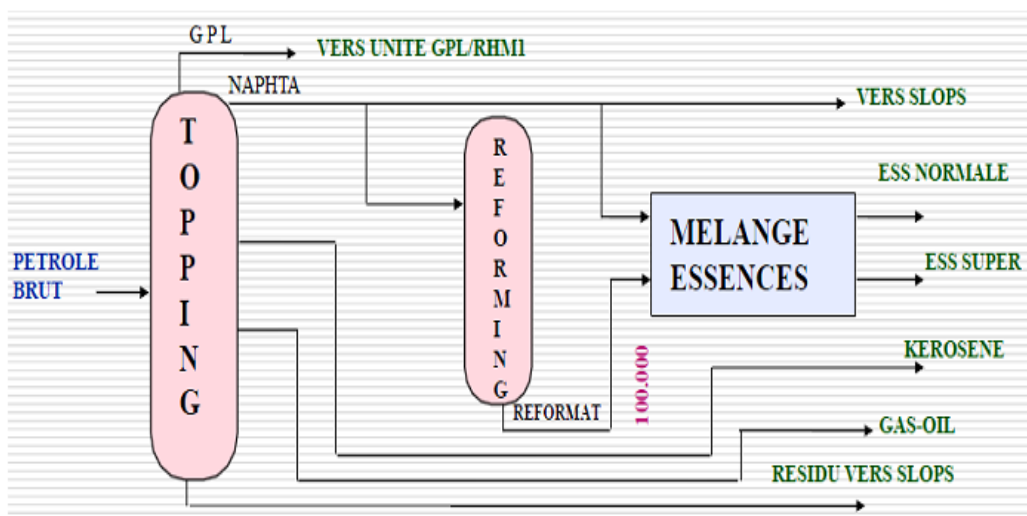 GPL
VERS UNITE GPL/RHM1
NAPHTA
VERS SLOPS
TOPPING
REFORMING
ESS NORMALE
MELANGE
ESSENCES
PETROLE
BRUT
ESS SUPER
KEROSENE
100.000
REFORMAT
GAS-OIL
RESIDU VERS SLOPS